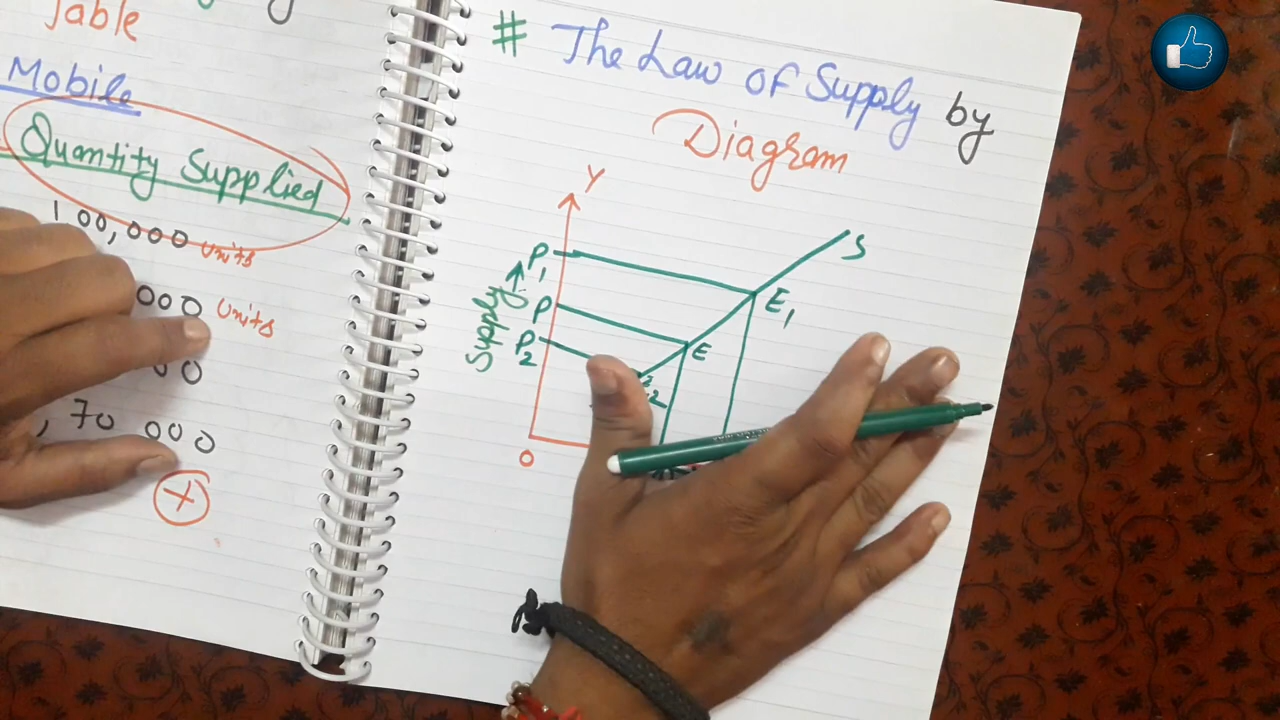 Table
Mobile
Quantity Supplied
1,00,000 Units
000 Units
00
,70 000
+
# The Law of Supply by
Diagram
Y
S
P1
E1
P
E
P2
Supply
O